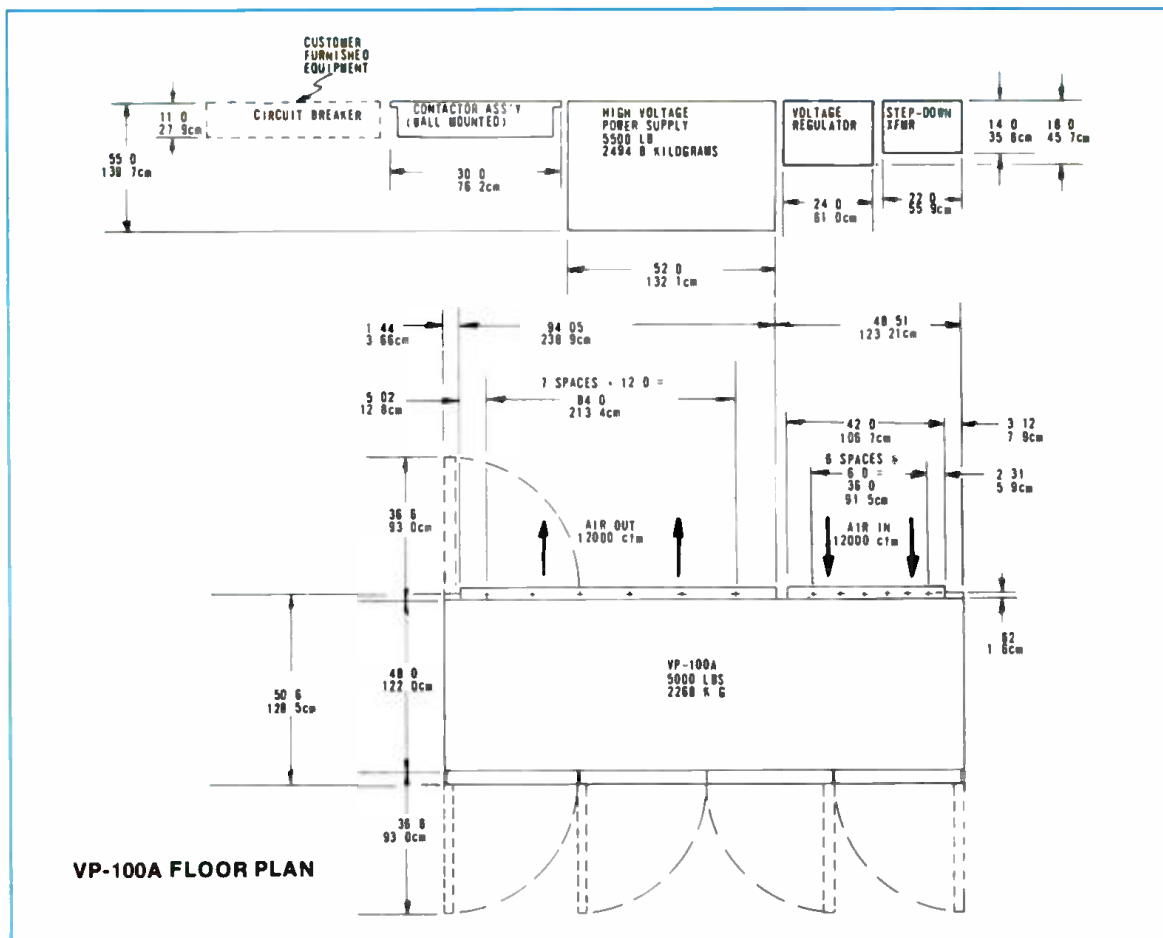 CUSTOMER
FURNISHED
EQUIPMENT
11 0
27 9cm
CIRCUIT BREAKER
CONTACTOR ASS'Y
(WALL MOUNTED)
HIGH VOLTAGE
POWER SUPPLY
5500 LB
2494 8 KILOGRAMS
VOLTAGE
REGULATOR
STEP-DOWN
XFMR
14 0
35 6cm
18 0
45 7cm
55 0
139 7cm
30 0
76 2cm
24 0
61 0cm
22 0
55 9cm
52 0
132 1cm
1 44
3 66cm
94 05
238 9cm
48 51
123 21cm
7 SPACES * 12 0 =
84 0
213 4cm
5 02
12 8cm
42 0
106 7cm
3 12
7 9cm
6 SPACES *
6 0 =
36 0
91 5cm
2 31
5 9cm
36 6
93 0cm
AIR OUT
12000 cfm
AIR IN
12000 cfm
62
1 6cm
48 0
122 0cm
VP-100A
5000 LBS
2268 K G
50 6
128 5cm
36 6
93 0cm
VP-100A FLOOR PLAN